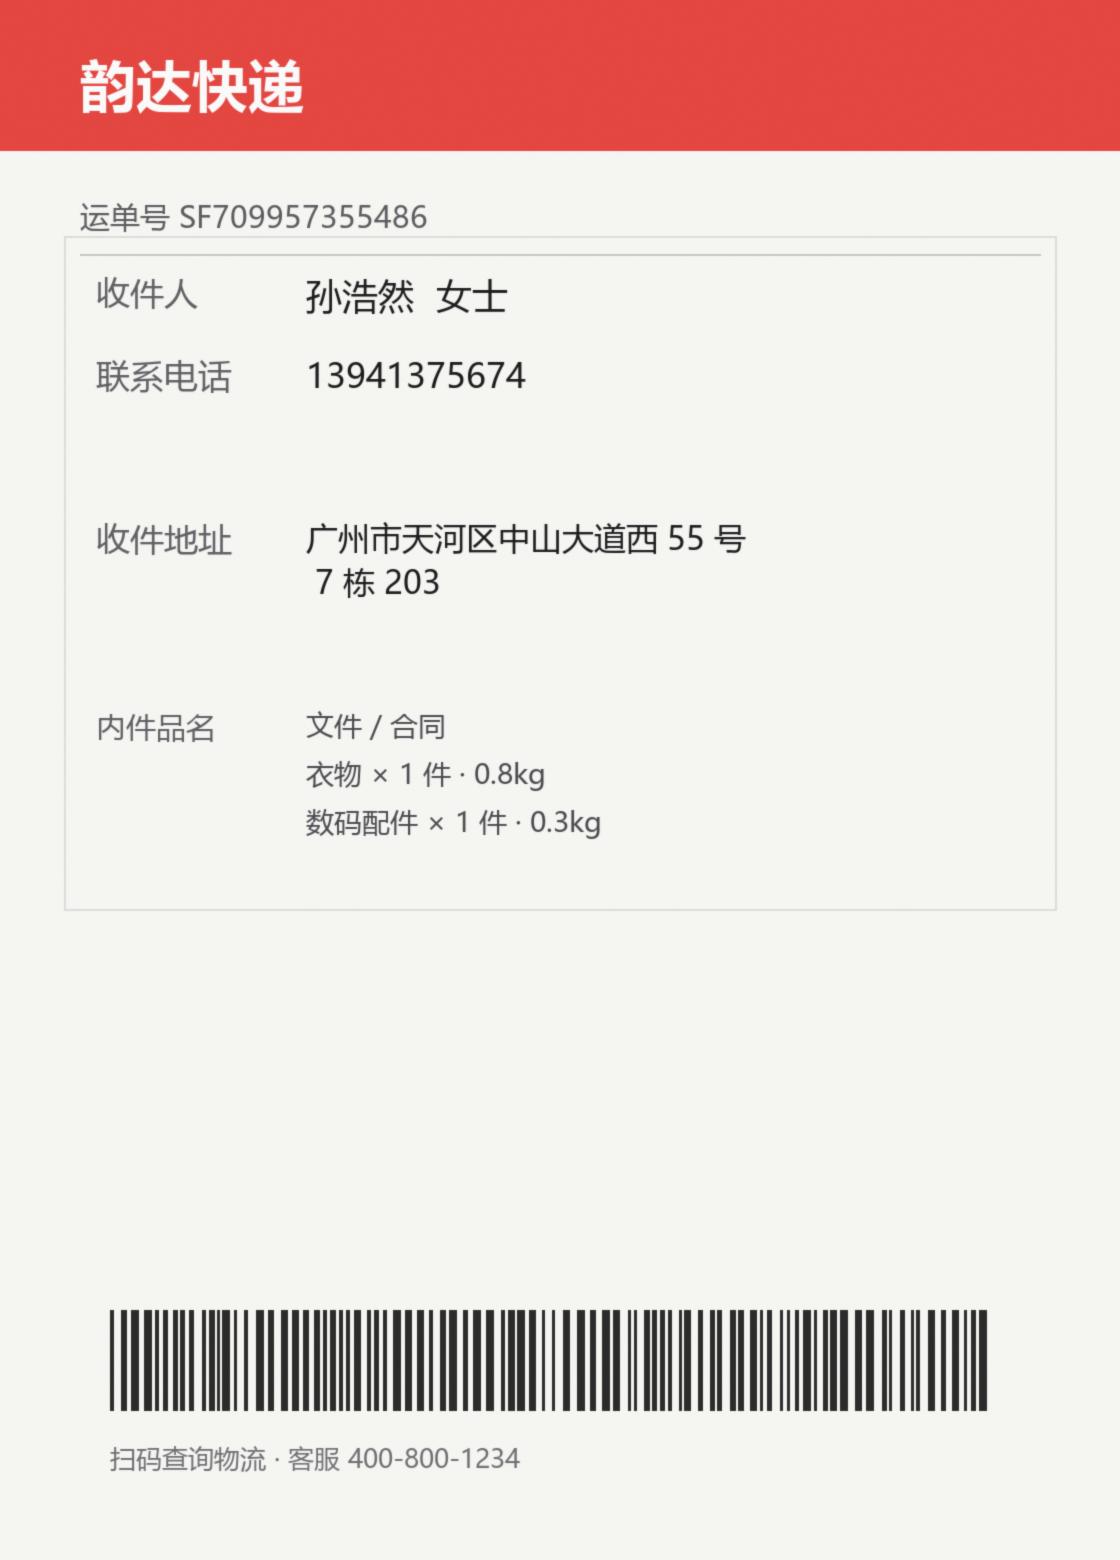 韵达快递
运单号 SF709957355486
收件人 孙浩然 女士
联系电话 13941375674
收件地址 广州市天河区中山大道西 55 号
7 栋 203
内件品名 文件 / 合同
衣物 × 1 件 · 0.8kg
数码配件 × 1 件 · 0.3kg
扫码查询物流 · 客服 400-800-1234